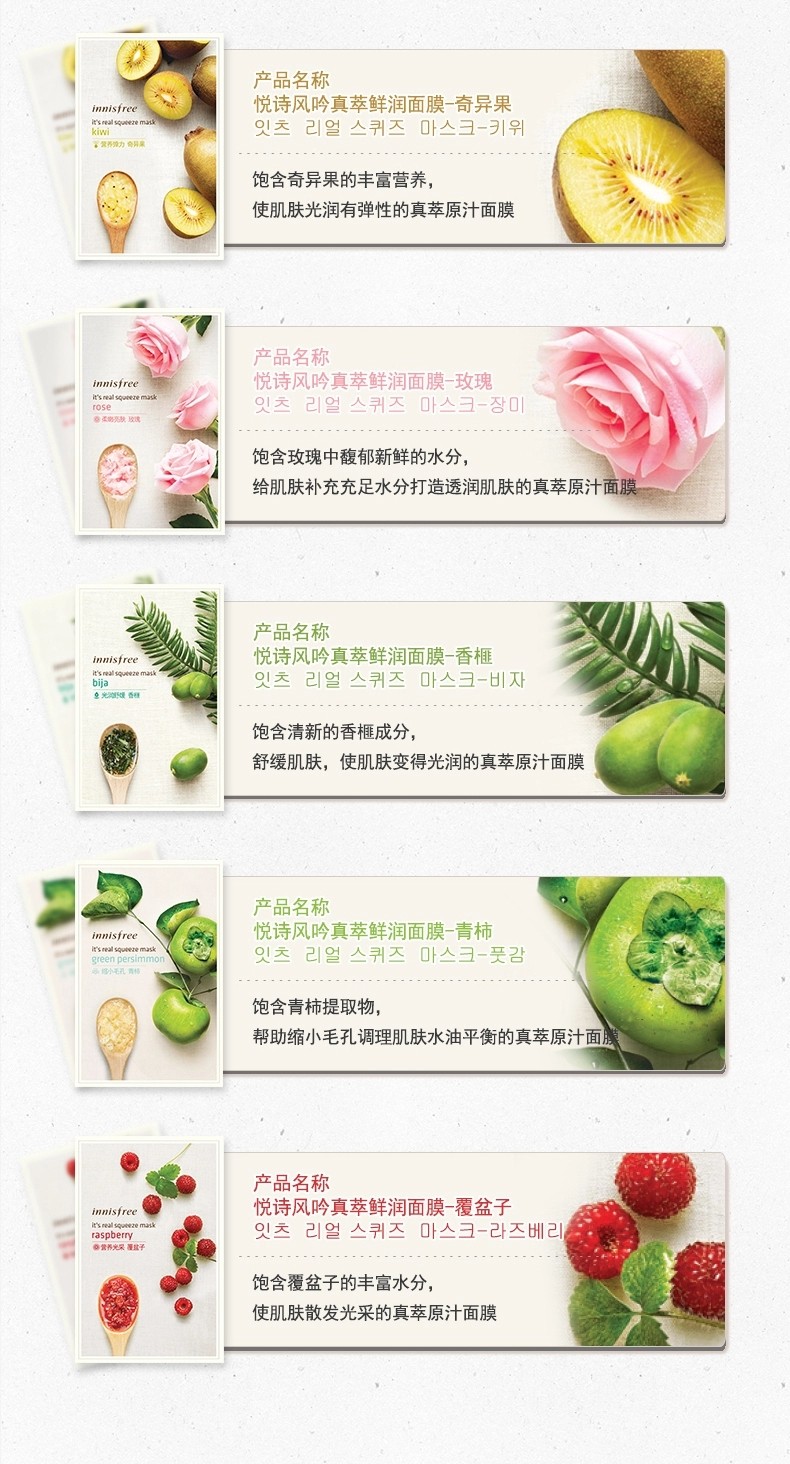 innisfree
it's real squeeze mask
kiwi
营养弹力 奇异果
产品名称
悦诗风吟真萃鲜润面膜-奇异果
잇츠 리얼 스퀴즈 마스크-키위
饱含奇异果的丰富营养，
使肌肤光润有弹性的真萃原汁面膜
innisfree
it's real squeeze mask
rose
柔嫩亮肤 玫瑰
产品名称
悦诗风吟真萃鲜润面膜-玫瑰
잇츠 리얼 스퀴즈 마스크-장미
饱含玫瑰中馥郁新鲜的水分，
给肌肤补充充足水分打造透润肌肤的真萃原汁面膜
innisfree
it's real squeeze mask
bija
光润舒缓 香榧
产品名称
悦诗风吟真萃鲜润面膜-香榧
잇츠 리얼 스퀴즈 마스크-비자
饱含清新的香榧成分，
舒缓肌肤，使肌肤变得光润的真萃原汁面膜
innisfree
it's real squeeze mask
green persimmon
缩小毛孔 青柿
产品名称
悦诗风吟真萃鲜润面膜-青柿
잇츠 리얼 스퀴즈 마스크-풋감
饱含青柿提取物，
帮助缩小毛孔调理肌肤水油平衡的真萃原汁面膜
innisfree
it's real squeeze mask
raspberry
营养光采 覆盆子
产品名称
悦诗风吟真萃鲜润面膜-覆盆子
잇츠 리얼 스퀴즈 마스크-라즈베리
饱含覆盆子的丰富水分，
使肌肤散发光采的真萃原汁面膜